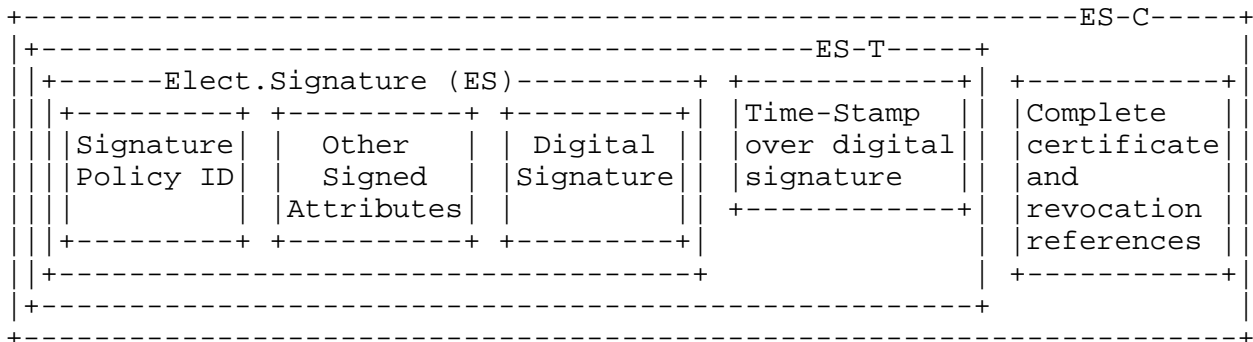 ES-C
ES-T
Elect.Signature (ES)
Time-Stamp Complete
Signature Other Digital over digital certificate
Policy ID Signed Signature signature and
Attributes revocation
references